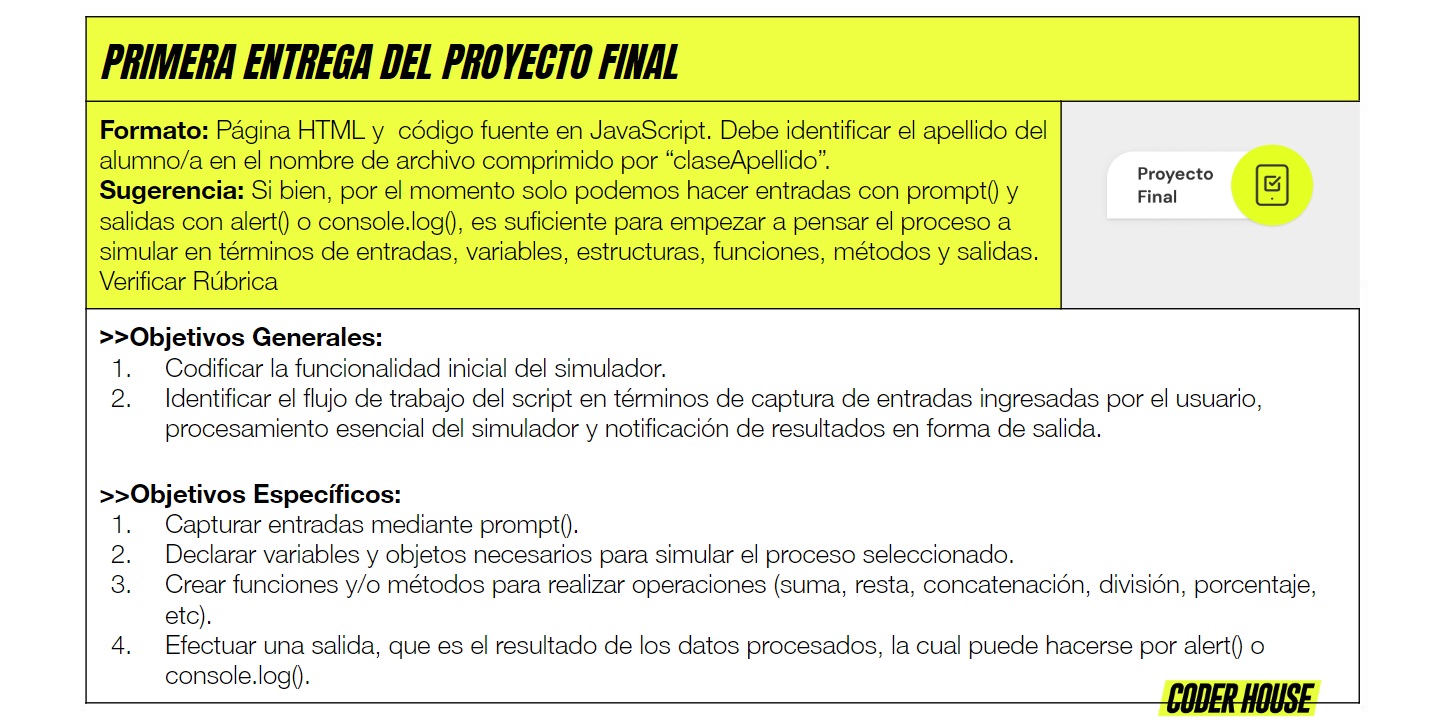 PRIMERA ENTREGA DEL PROYECTO FINAL
Formato: Página HTML y  código fuente en JavaScript. Debe identificar el apellido del
alumno/a en el nombre de archivo comprimido por “claseApellido”.
Sugerencia: Si bien, por el momento solo podemos hacer entradas con prompt() y
salidas con alert() o console.log(), es suficiente para empezar a pensar el proceso a
simular en términos de entradas, variables, estructuras, funciones, métodos y salidas.
Verificar Rúbrica
Proyecto
Final
>>Objetivos Generales:
1. Codificar la funcionalidad inicial del simulador.
2. Identificar el flujo de trabajo del script en términos de captura de entradas ingresadas por el usuario,
procesamiento esencial del simulador y notificación de resultados en forma de salida.
>>Objetivos Específicos:
1. Capturar entradas mediante prompt().
2. Declarar variables y objetos necesarios para simular el proceso seleccionado.
3. Crear funciones y/o métodos para realizar operaciones (suma, resta, concatenación, división, porcentaje,
etc).
4. Efectuar una salida, que es el resultado de los datos procesados, la cual puede hacerse por alert() o
console.log().
CODER HOUSE